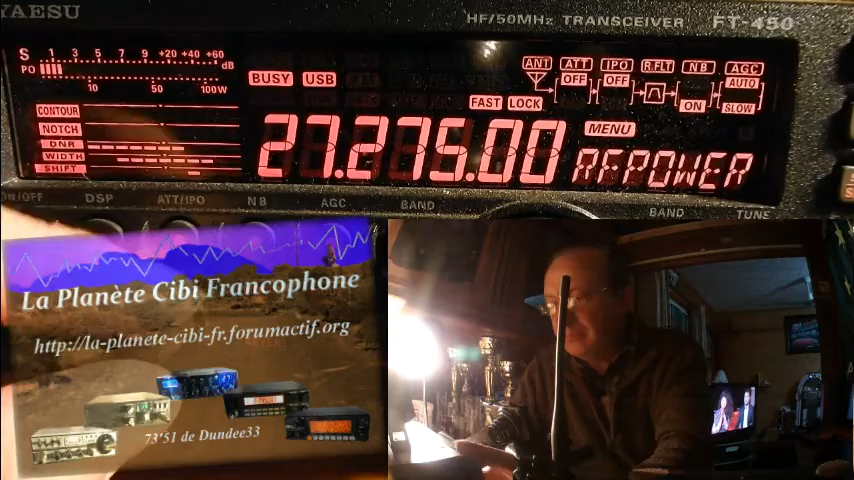 YAESU
HF/50MHz TRANSCEIVER FT-450
S 1 3 5 7 9 +20 +40 +60 dB
PO
10 50 100W
BUSY USB
ANT ATT IPO R.FLT NB AGC
OFF OFF AUTO
ON SLOW
FAST LOCK
CONTOUR
NOTCH
DNR
WIDTH
SHIFT
27.275.00
MENU
RFPOWER
ON/OFF DSP ATT/IPO NB AGC BAND BAND TUNE
La Planète Cibi Francophone
http://la-planete-cibi-fr.forumactif.org
73'51 de Dundee33